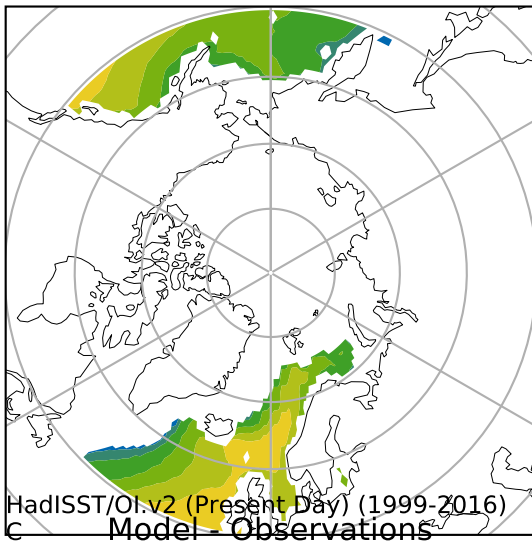 HadISST/OI.v2 (Present Day) (1999-2016)
C
Model - Observations